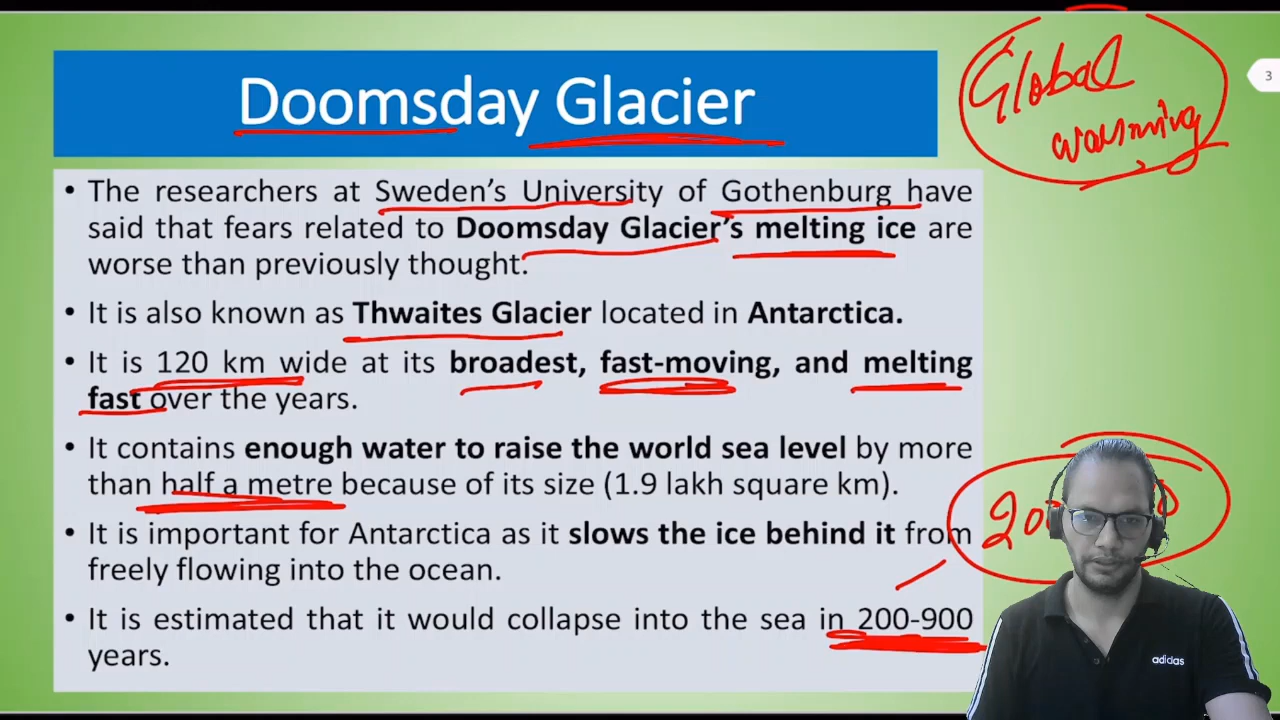 Doomsday Glacier
Global
warming
3
• The researchers at Sweden's University of Gothenburg have
said that fears related to Doomsday Glacier's melting ice are
worse than previously thought.
• It is also known as Thwaites Glacier located in Antarctica.
• It is 120 km wide at its broadest, fast-moving, and melting
fast over the years.
• It contains enough water to raise the world sea level by more
than half a metre because of its size (1.9 lakh square km).
• It is important for Antarctica as it slows the ice behind it from
freely flowing into the ocean.
• It is estimated that it would collapse into the sea in 200-900
years.
adidas